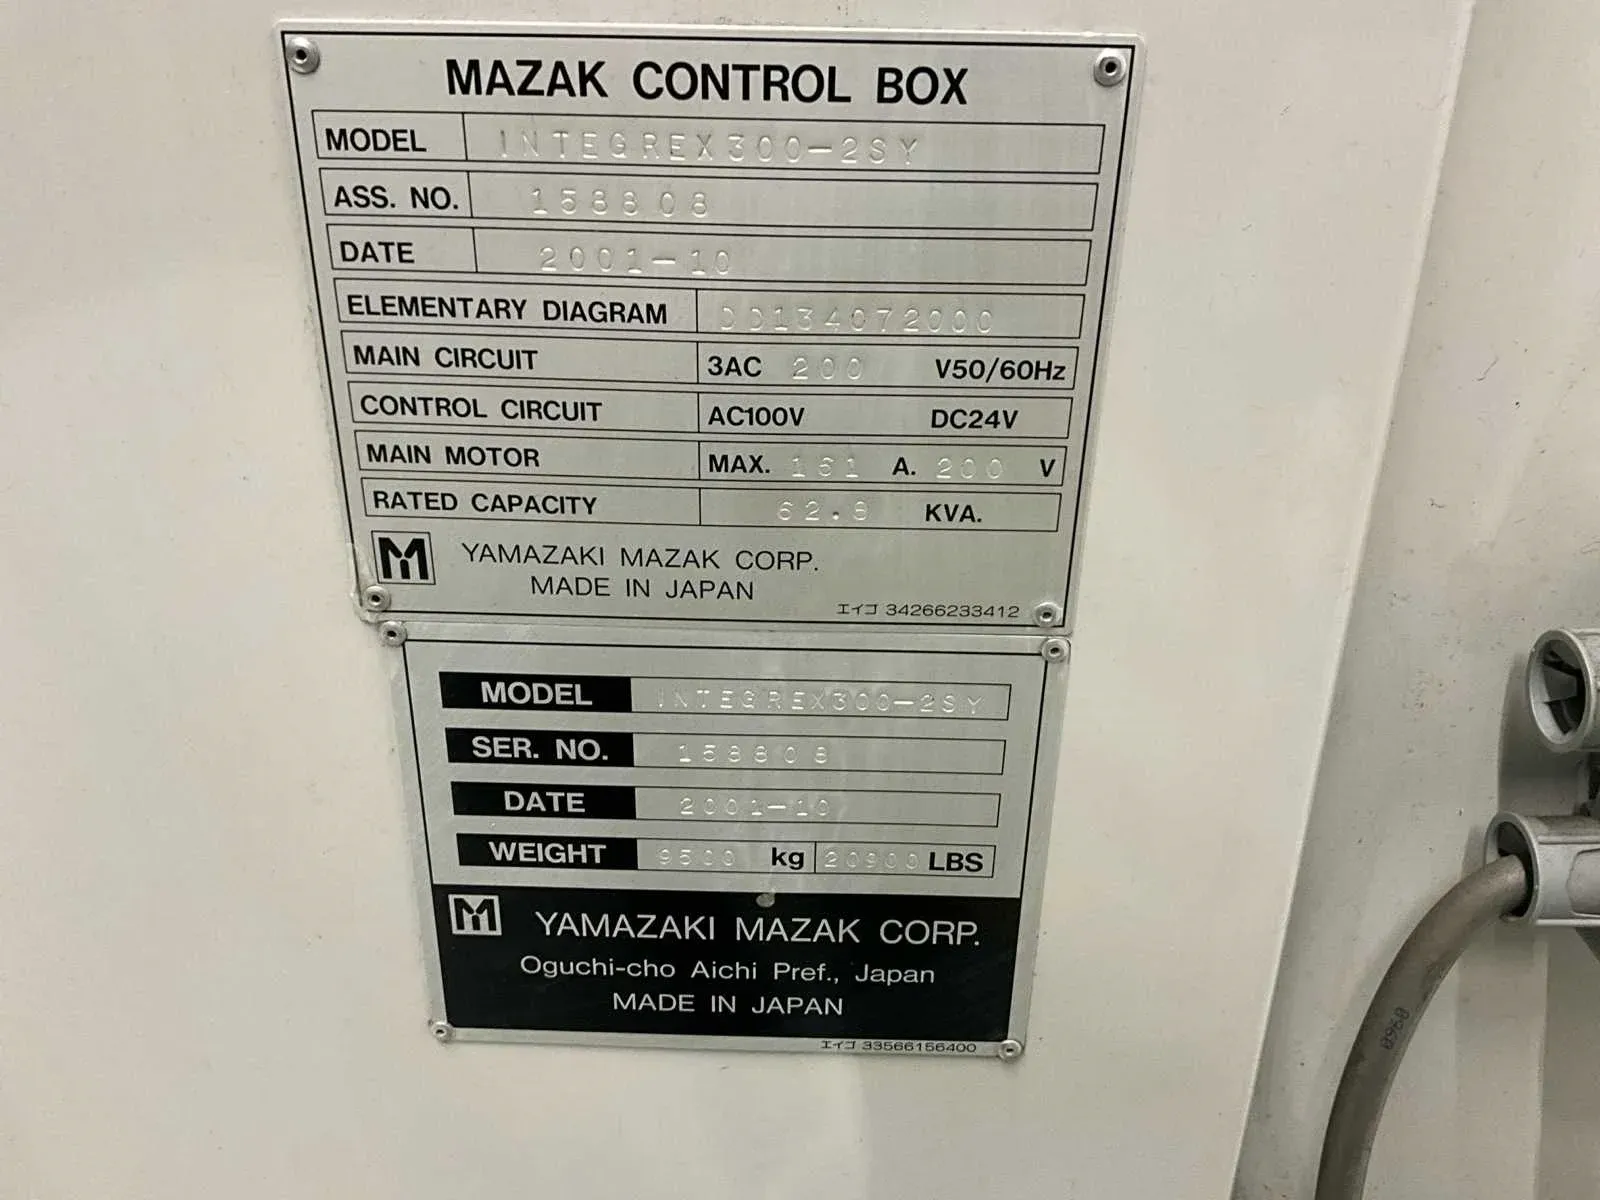 MAZAK CONTROL BOX
MODEL INTEGREX300-2SY
ASS. NO. 158808
DATE 2001-10
ELEMENTARY DIAGRAM DD134072000
MAIN CIRCUIT 3AC 200 V50/60Hz
CONTROL CIRCUIT AC100V DC24V
MAIN MOTOR MAX. 161 A. 200 V
RATED CAPACITY 62.8 KVA.
YAMAZAKI MAZAK CORP.
MADE IN JAPAN
エイゴ 34266233412
MODEL INTEGREX300-2SY
SER. NO. 158808
DATE 2001-10
WEIGHT 9500 kg 20900 LBS
YAMAZAKI MAZAK CORP.
Oguchi-cho Aichi Pref., Japan
MADE IN JAPAN
エイゴ 33566156400
0960